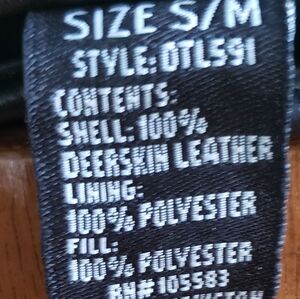 SIZE S/M
STYLE: OTL591
CONTENTS:
SHELL: 100%
DEERSKIN LEATHER
LINING:
100% POLYESTER
FILL:
100% POLYESTER
RN# 105583